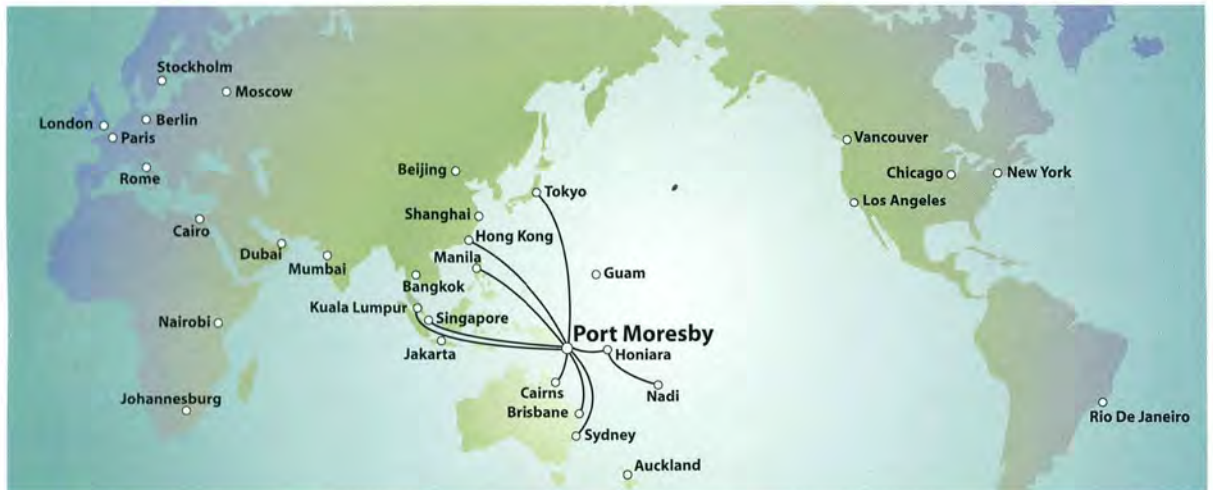 Stockholm
Moscow
London
Berlin
Paris
Rome
Cairo
Dubai
Mumbai
Nairobi
Johannesburg
Beijing
Tokyo
Shanghai
Hong Kong
Manila
Bangkok
Guam
Kuala Lumpur
Singapore
Jakarta
Port Moresby
Honiara
Nadi
Cairns
Brisbane
Sydney
Auckland
Vancouver
Chicago
New York
Los Angeles
Rio De Janeiro